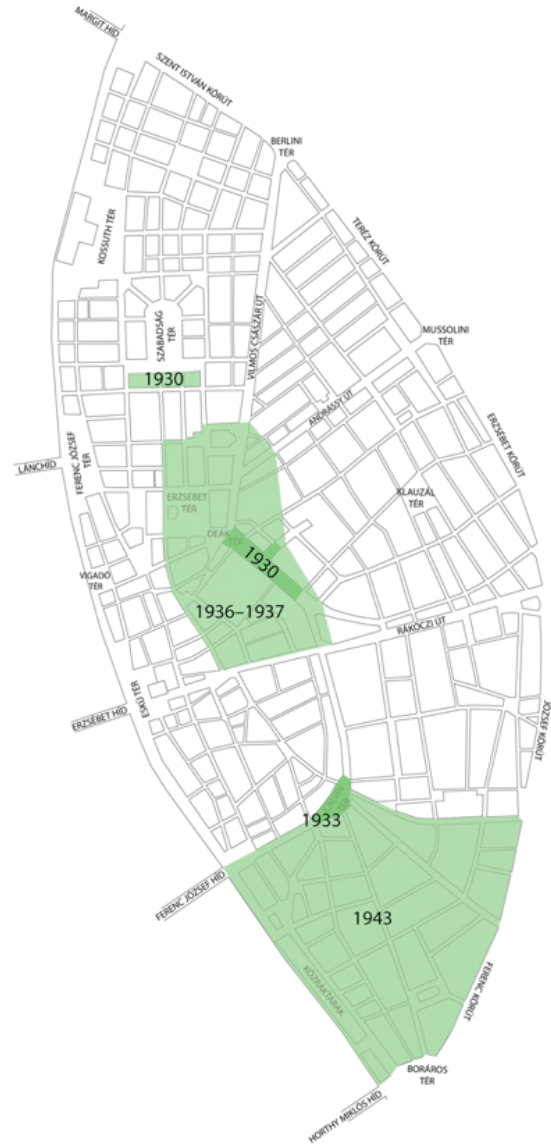 MARGIT HÍD
SZENT ISTVÁN KÖRÚT
BERLINI
TÉR
KOSSUTH TÉR
TERÉZ KÖRÚT
SZABADSÁG
TÉR
VILMOS CSÁSZÁR ÚT
MUSSOLINI
TÉR
1930
ANDRÁSSY ÚT
ERZSÉBET KÖRÚT
FERENC JÓZSEF
TÉR
LÁNCHÍD
KLAUZÁL
TÉR
ERZSÉBET
TÉR
DEÁK
TÉR
1930
VIGADÓ
TÉR
1936–1937
RÁKÓCZI ÚT
ESKÜ TÉR
ERZSÉBET HÍD
JÓZSEF KÖRÚT
KÁLVIN
TÉR
1933
FERENC JÓZSEF HÍD
1943
KÖZRAKTÁRAK
FERENC KÖRÚT
BORÁROS
TÉR
HORTHY MIKLÓS HÍD